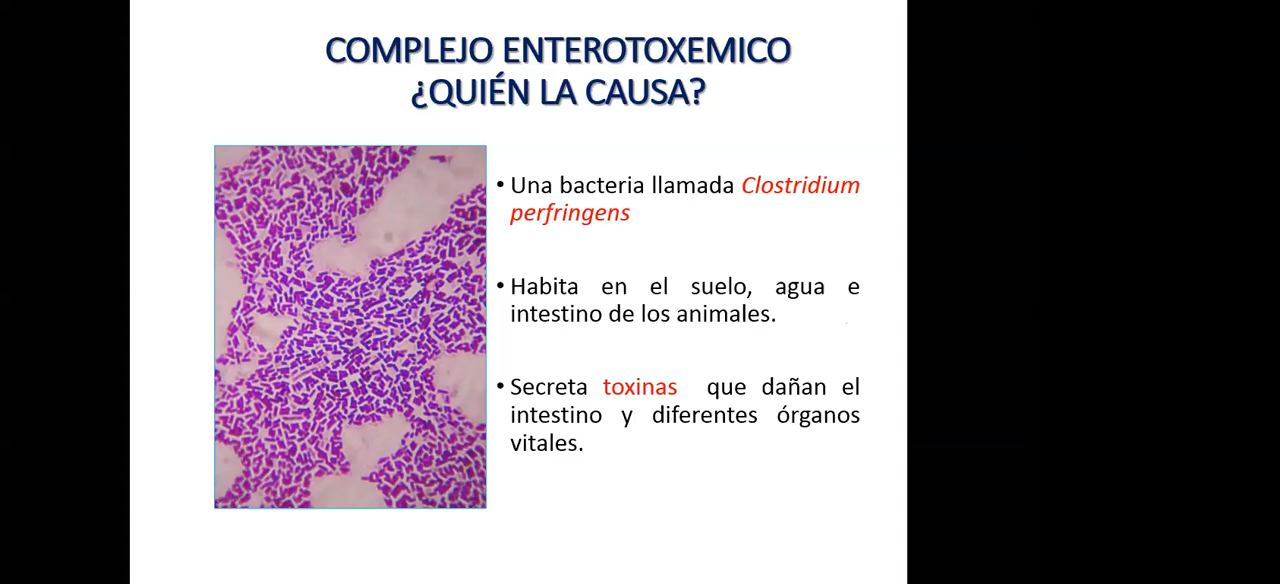 COMPLEJO ENTEROTOXEMICO
¿QUIÉN LA CAUSA?
• Una bacteria llamada Clostridium
perfringens
• Habita en el suelo, agua e
intestino de los animales.
• Secreta toxinas que dañan el
intestino y diferentes órganos
vitales.